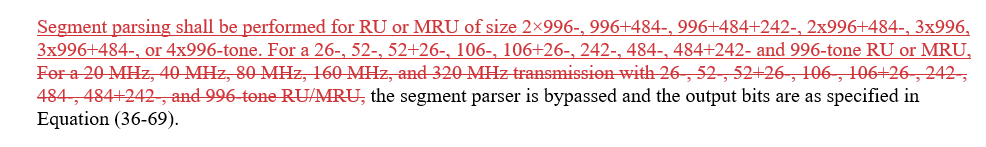 Segment parsing shall be performed for RU or MRU of size 2×996-, 996+484-, 996+484+242-, 2x996+484-, 3x996,
3x996+484-, or 4x996-tone. For a 26-, 52-, 52+26-, 106-, 106+26-, 242-, 484-, 484+242- and 996-tone RU or MRU,
For a 20 MHz, 40 MHz, 80 MHz, 160 MHz, and 320 MHz transmission with 26-, 52-, 52+26-, 106-, 106+26-, 242-,
484-, 484+242-, and 996-tone RU/MRU, the segment parser is bypassed and the output bits are as specified in
Equation (36-69).